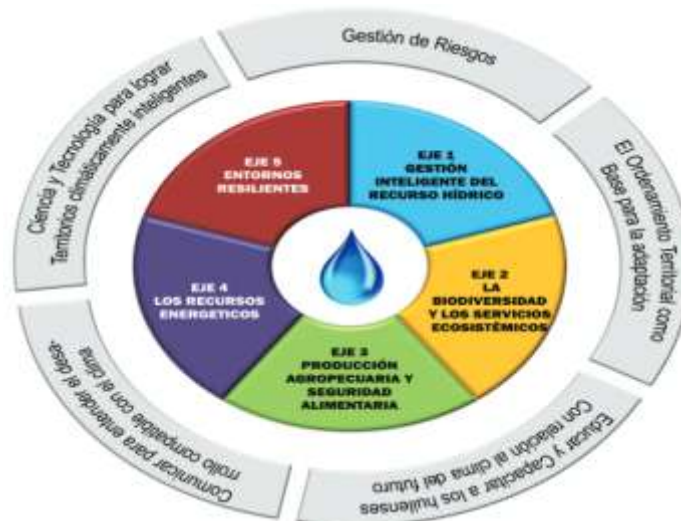 Gestión de Riesgos
El Ordenamiento Territorial como
Base para la adaptación
Educar y Capacitar a los huilenses
Con relación al clima del futuro
Comunicar para entender el desa-
rrollo compatible con el clima
Ciencia y Tecnología para lograr
Territorios climáticamente inteligentes
EJE 1
GESTIÓN
INTELIGENTE DEL
RECURSO HÍDRICO
EJE 2
LA
BIODIVERSIDAD
Y LOS SERVICIOS
ECOSISTÉMICOS
EJE 3
PRODUCCIÓN
AGROPECUARIA Y
SEGURIDAD
ALIMENTARIA
EJE 4
LOS RECURSOS
ENERGETICOS
EJE 5
ENTORNOS
RESILIENTES